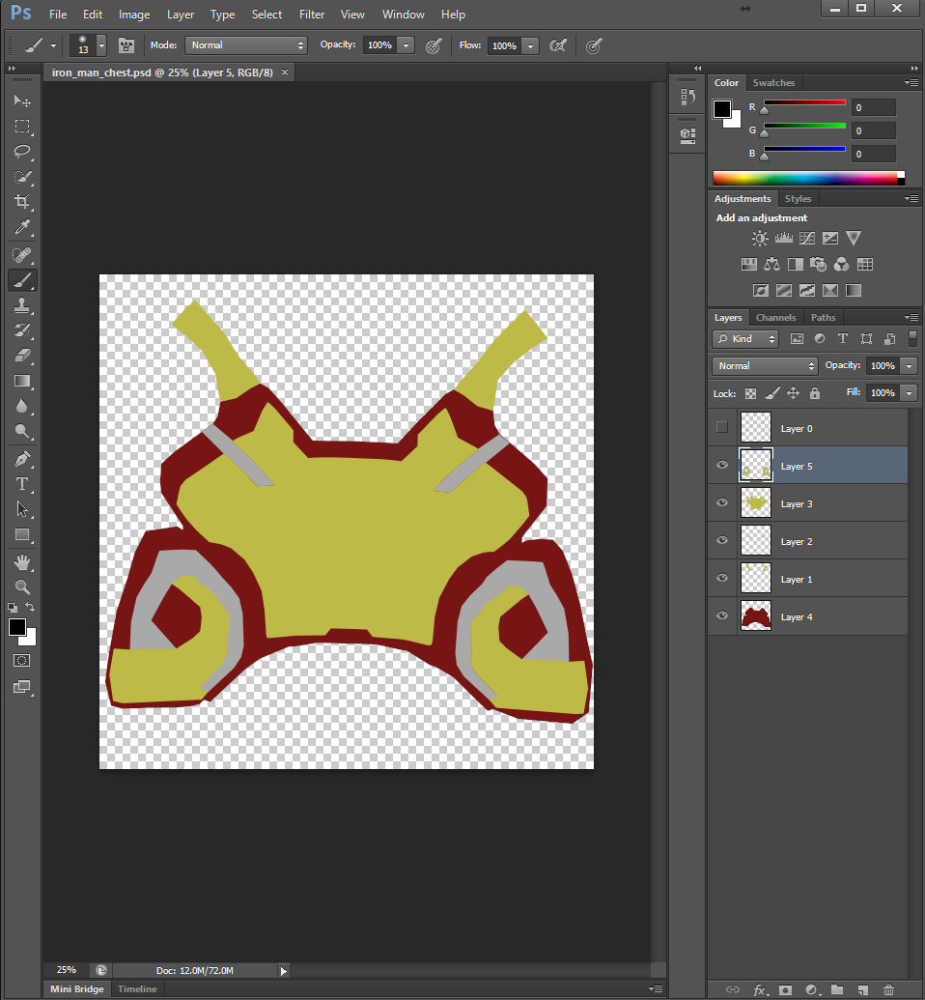 Ps File Edit Image Layer Type Select Filter View Window Help
13 Mode: Normal Opacity: 100% Flow: 100%
iron_man_chest.psd @ 25% (Layer 5, RGB/8) ×
Color Swatches
R 0
G 0
B 0
Adjustments Styles
Add an adjustment
Layers Channels Paths
Kind
Normal Opacity: 100%
Lock: Fill: 100%
Layer 0
Layer 5
Layer 3
Layer 2
Layer 1
Layer 4
25% Doc: 12.0M/72.0M
Mini Bridge Timeline
fx